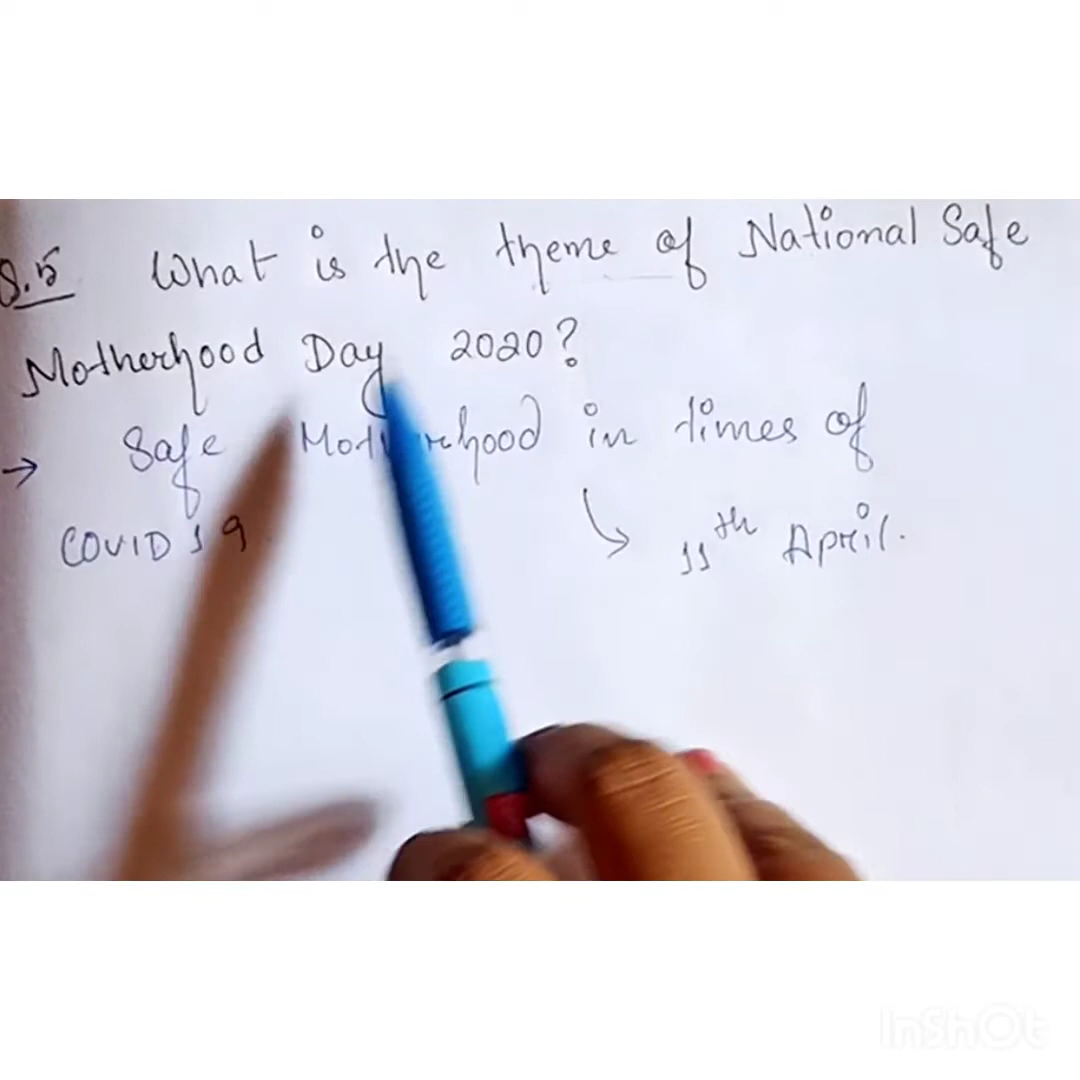 Q.5 What is the theme of National Safe
Motherhood Day 2020?
→ Safe Motherhood in times of
COVID 19.
↳ 11th April.
InShOt